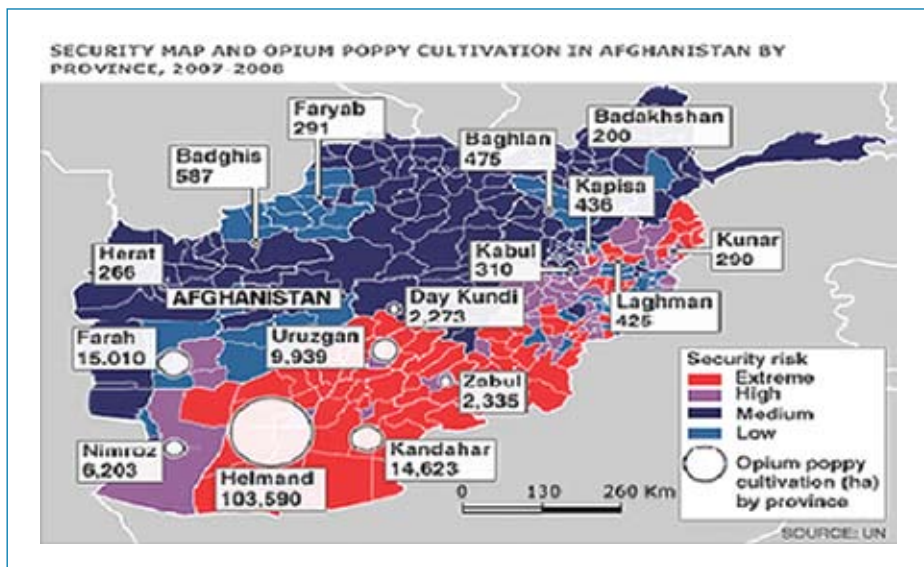 SECURITY MAP AND OPIUM POPPY CULTIVATION IN AFGHANISTAN BY
PROVINCE, 2007-2008
Faryab
291
Badakhshan
200
Baghlan
475
Badghis
587
Kapisa
436
Herat
266
Kabul
310
Kunar
290
AFGHANISTAN
Day Kundi
2,273
Laghman
425
Farah
15.010
Uruzgan
9.939
Zabul
2,335
Nimroz
6,203
Helmand
103.590
Kandahar
14,623
Security risk
Extreme
High
Medium
Low
Opium poppy
cultivation (ha)
by province
0 130 260 Km
SOURCE: UN